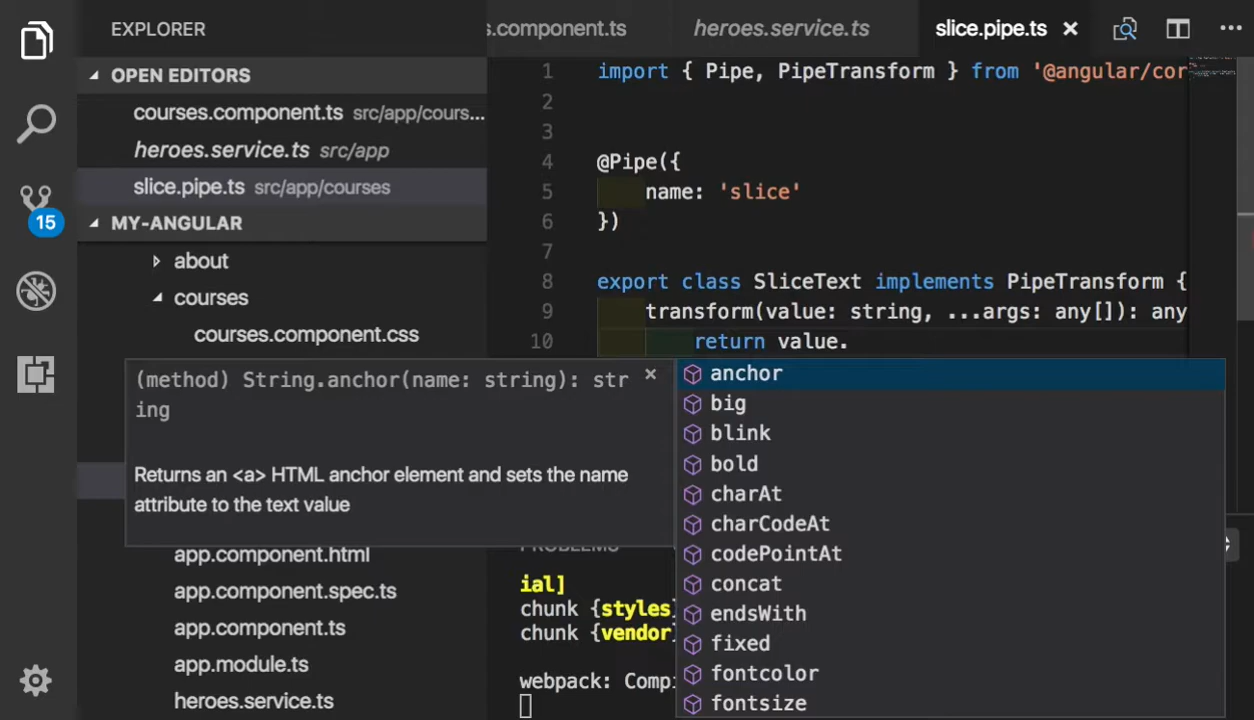 EXPLORER
OPEN EDITORS
courses.component.ts src/app/cours...
heroes.service.ts src/app
slice.pipe.ts src/app/courses
15
MY-ANGULAR
about
courses
courses.component.css
app.component.html
app.component.spec.ts
app.component.ts
app.module.ts
heroes.service.ts
s.component.ts heroes.service.ts slice.pipe.ts ×
1 import { Pipe, PipeTransform } from '@angular/cor
2
3
4 @Pipe({
5 name: 'slice'
6 })
7
8 export class SliceText implements PipeTransform {
9 transform(value: string, ...args: any[]): any
10 return value.
(method) String.anchor(name: string): str
ing
Returns an <a> HTML anchor element and sets the name
attribute to the text value
anchor
big
blink
bold
charAt
charCodeAt
codePointAt
concat
endsWith
fixed
fontcolor
fontsize
PROBLEMS
ial]
chunk {styles}
chunk {vendor}
webpack: Compi